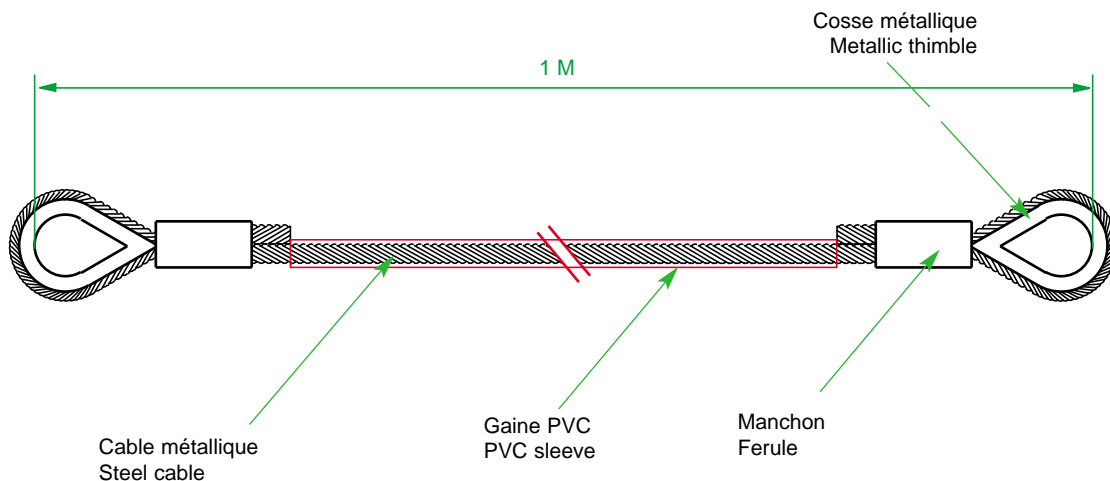 Cosse métallique
Metallic thimble
1 M
Cable métallique
Steel cable
Gaine PVC
PVC sleeve
Manchon
Ferule